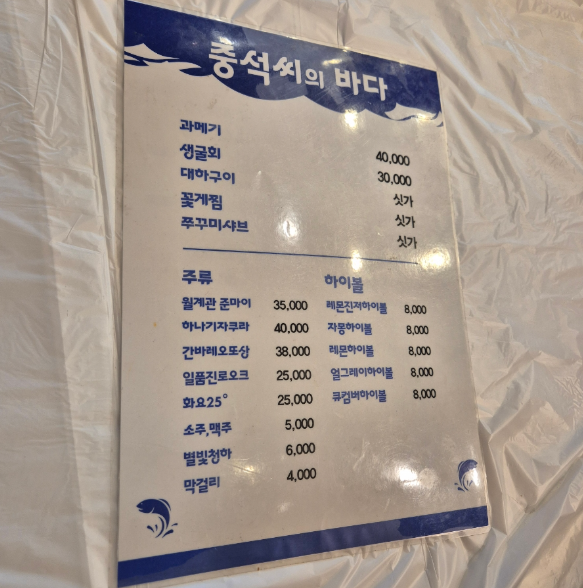 충석씨의 바다
과메기 40,000
생굴회 30,000
대하구이 싯가
꽃게찜 싯가
쭈꾸미샤브 싯가
주류
월계관 준마이 35,000
하나기자쿠라 40,000
간바레오또상 38,000
일품진로오크 25,000
화요25° 25,000
소주,맥주 5,000
별빛청하 6,000
막걸리 4,000
하이볼
레몬진저하이볼 8,000
자몽하이볼 8,000
레몬하이볼 8,000
얼그레이하이볼 8,000
큐컴버하이볼 8,000